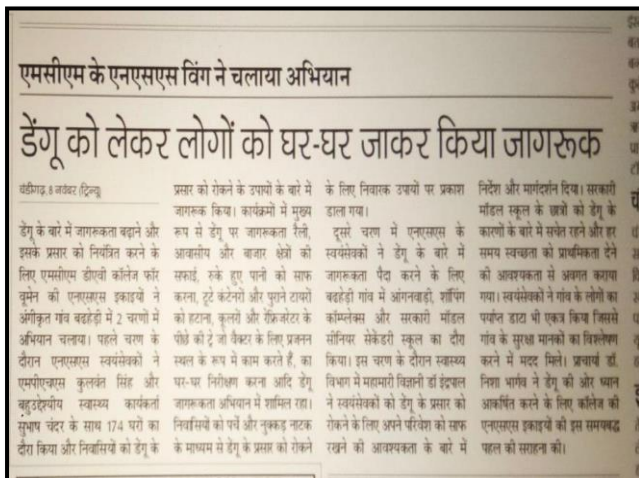 एमसीएम के एनएसएस विंग ने चलाया अभियान
डेंगू को लेकर लोगों को घर-घर जाकर किया जागरूक
चंडीगढ़, 8 नवंबर (ट्रिन्यू)
डेंगू के बारे में जागरूकता बढ़ाने और
इसके प्रसार को नियंत्रित करने के
लिए एमसीएम डीएवी कॉलेज फॉर
वूमेन की एनएसएस इकाइयों ने
अंगीकृत गांव बढहेड़ी में 2 चरणों में
अभियान चलाया। पहले चरण के
दौरान एनएसएस स्वयंसेवकों ने
एमपीएचएस कुलवंत सिंह और
बहुउद्देशीय स्वास्थ्य कार्यकर्ता
सुभाष चंदर के साथ 174 घरों का
दौरा किया और निवासियों को डेंगू के
प्रसार को रोकने के उपायों के बारे में
जागरूक किया। कार्यक्रमों में मुख्य
रूप से डेंगू पर जागरूकता रैली,
आवासीय और बाजार क्षेत्रों की
सफाई, रुके हुए पानी को साफ
करना, टूटे कंटेनरों और पुराने टायरों
को हटाना, कूलरों और रेफ्रिजरेटर के
पीछे की ट्रे जो वैक्टर के लिए प्रजनन
स्थल के रूप में काम करते हैं, का
घर-घर निरीक्षण करना आदि डेंगू
जागरूकता अभियान में शामिल रहा।
निवासियों को पर्चे और नुक्कड़ नाटक
के माध्यम से डेंगू के प्रसार को रोकने
के लिए निवारक उपायों पर प्रकाश
डाला गया।
दूसरे चरण में एनएसएस के
स्वयंसेवकों ने डेंगू के बारे में
जागरूकता पैदा करने के लिए
बढहेड़ी गांव में आंगनवाड़ी, शॉपिंग
कॉम्प्लेक्स और सरकारी मॉडल
सीनियर सेकेंडरी स्कूल का दौरा
किया। इस चरण के दौरान स्वास्थ्य
विभाग में महामारी विज्ञानी डॉ इंद्रपाल
ने स्वयंसेवकों को डेंगू के प्रसार को
रोकने के लिए अपने परिवेश को साफ
रखने की आवश्यकता के बारे में
निर्देश और मार्गदर्शन दिया। सरकारी
मॉडल स्कूल के छात्रों को डेंगू के
कारणों के बारे में सचेत रहने और हर
समय स्वच्छता को प्राथमिकता देने
की आवश्यकता से अवगत कराया
गया। स्वयंसेवकों ने गांव के लोगों का
पर्याप्त डाटा भी एकत्र किया जिससे
गांव के सुरक्षा मानकों का विश्लेषण
करने में मदद मिले। प्राचार्या डॉ.
निशा भार्गव ने डेंगू की ओर ध्यान
आकर्षित करने के लिए कॉलेज की
एनएसएस इकाइयों की इस समयबद्ध
पहल की सराहना की।